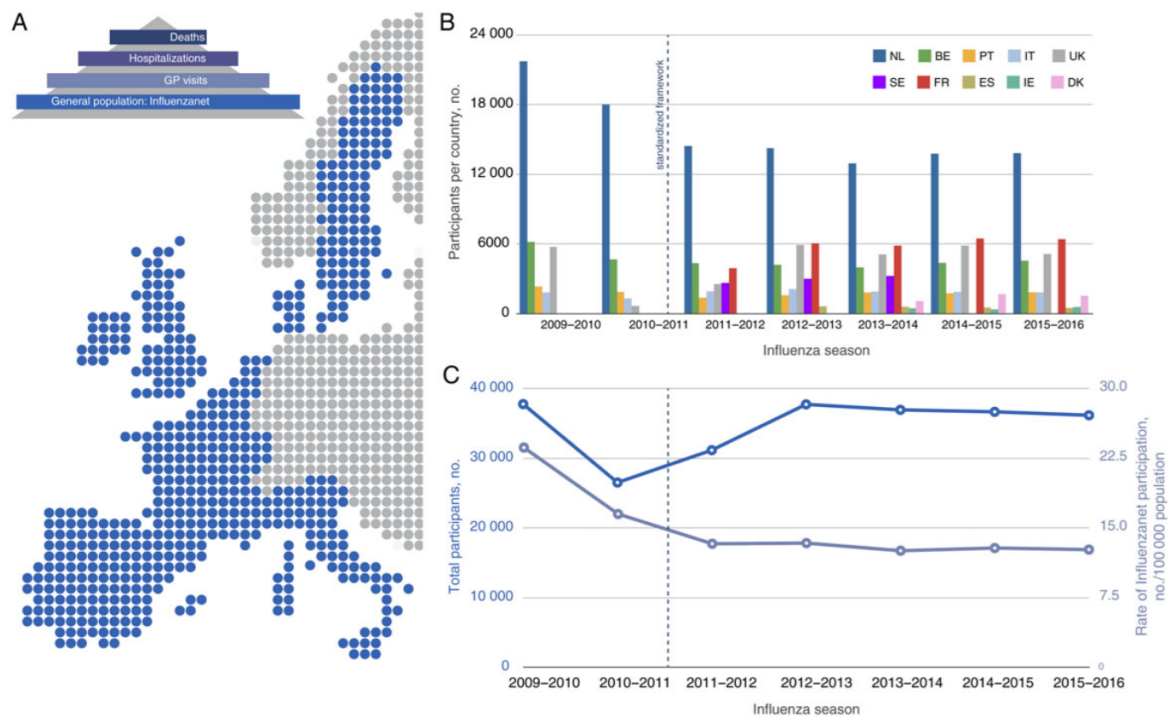 A
Deaths
Hospitalizations
GP visits
General population: Influenzanet
B
24 000
18 000
12 000
6000
0
Participants per country, no.
standardized framework
NL
BE
PT
IT
UK
SE
FR
ES
IE
DK
2009–2010
2010–2011
2011–2012
2012–2013
2013–2014
2014–2015
2015–2016
Influenza season
C
40 000
30 000
20 000
10 000
0
Total participants, no.
30.0
22.5
15.0
7.5
0
Rate of Influenzanet participation,
no./100 000 population
2009–2010
2010–2011
2011–2012
2012–2013
2013–2014
2014–2015
2015–2016
Influenza season